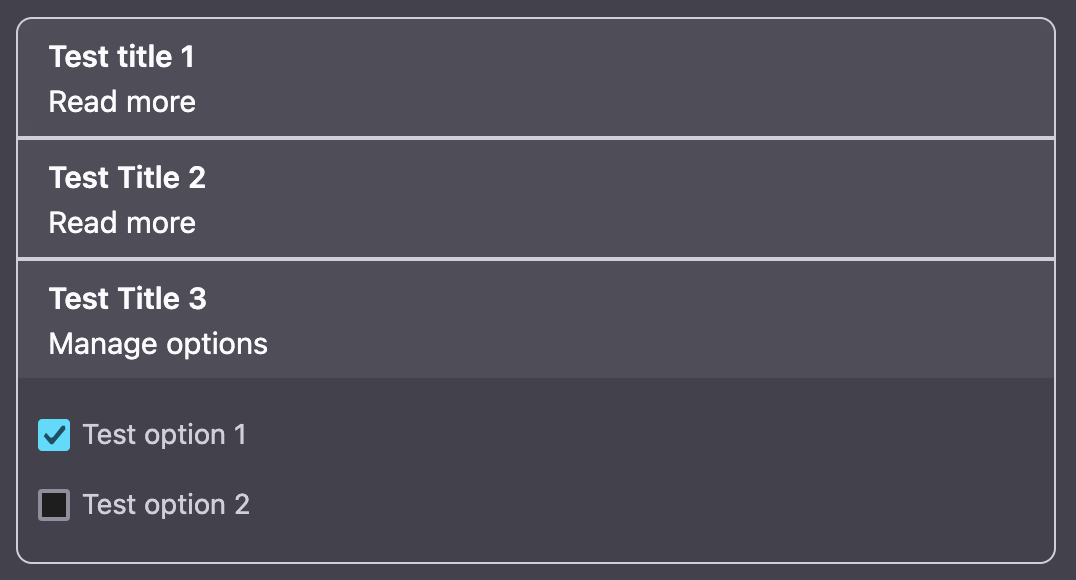 Test title 1
Read more
Test Title 2
Read more
Test Title 3
Manage options
Test option 1
Test option 2